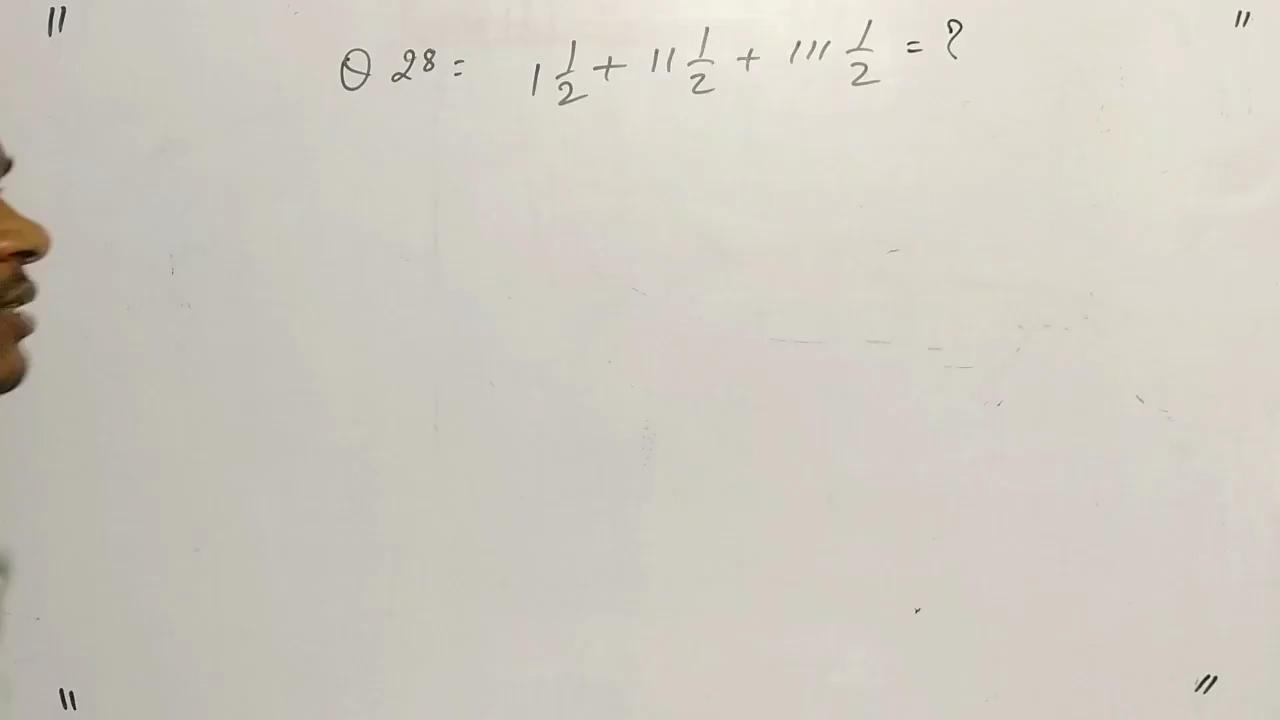 Q 28 = 1 1/2 + 11 1/2 + 111 1/2 = ?